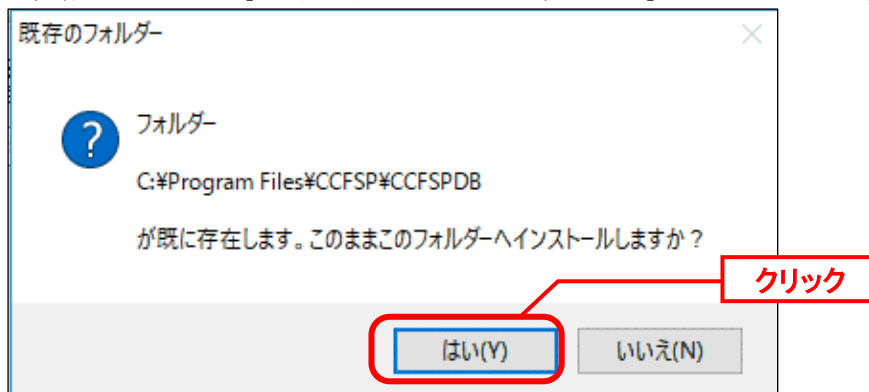 既存のフォルダー
フォルダー
C:¥Program Files¥CCFSP¥CCFSPDB
が既に存在します。このままこのフォルダーへインストールしますか？
クリック
はい(Y)
いいえ(N)